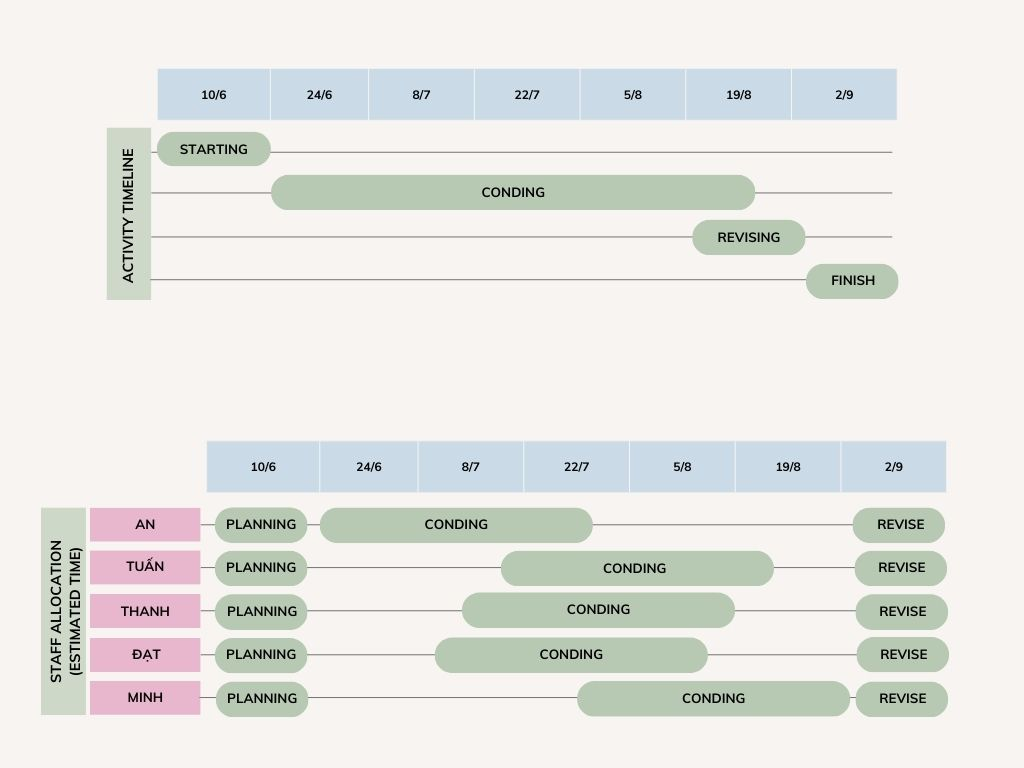 10/6 24/6 8/7 22/7 5/8 19/8 2/9
ACTIVITY TIMELINE
STARTING
CONDING
REVISING
FINISH
10/6 24/6 8/7 22/7 5/8 19/8 2/9
STAFF ALLOCATION
(ESTIMATED TIME)
AN PLANNING CONDING REVISE
TUẤN PLANNING CONDING REVISE
THANH PLANNING CONDING REVISE
ĐẠT PLANNING CONDING REVISE
MINH PLANNING CONDING REVISE